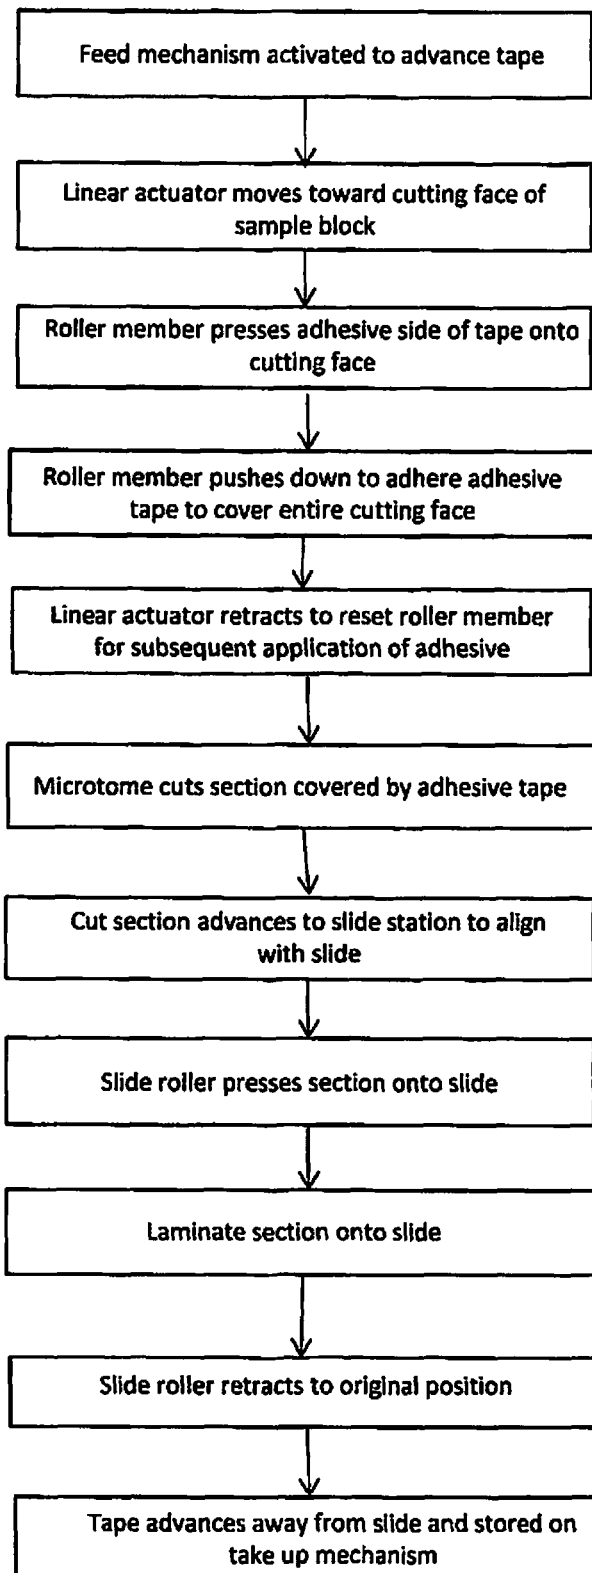 Feed mechanism activated to advance tape
Linear actuator moves toward cutting face of
sample block
Roller member presses adhesive side of tape onto
cutting face
Roller member pushes down to adhere adhesive
tape to cover entire cutting face
Linear actuator retracts to reset roller member
for subsequent application of adhesive
Microtome cuts section covered by adhesive tape
Cut section advances to slide station to align
with slide
Slide roller presses section onto slide
Laminate section onto slide
Slide roller retracts to original position
Tape advances away from slide and stored on
take up mechanism